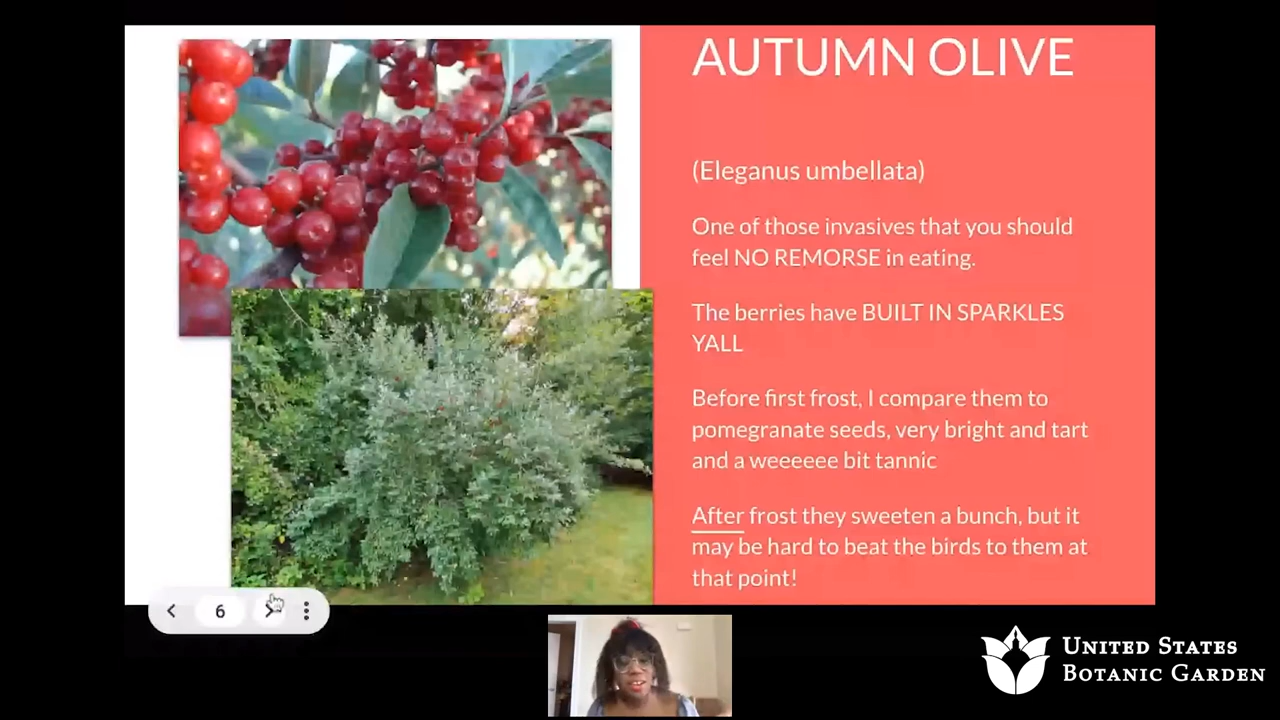 AUTUMN OLIVE
(Eleganus umbellata)
One of those invasives that you should
feel NO REMORSE in eating.
The berries have BUILT IN SPARKLES
YALL
Before first frost, I compare them to
pomegranate seeds, very bright and tart
and a weeeeee bit tannic
After frost they sweeten a bunch, but it
may be hard to beat the birds to them at
that point!
6
UNITED STATES
BOTANIC GARDEN